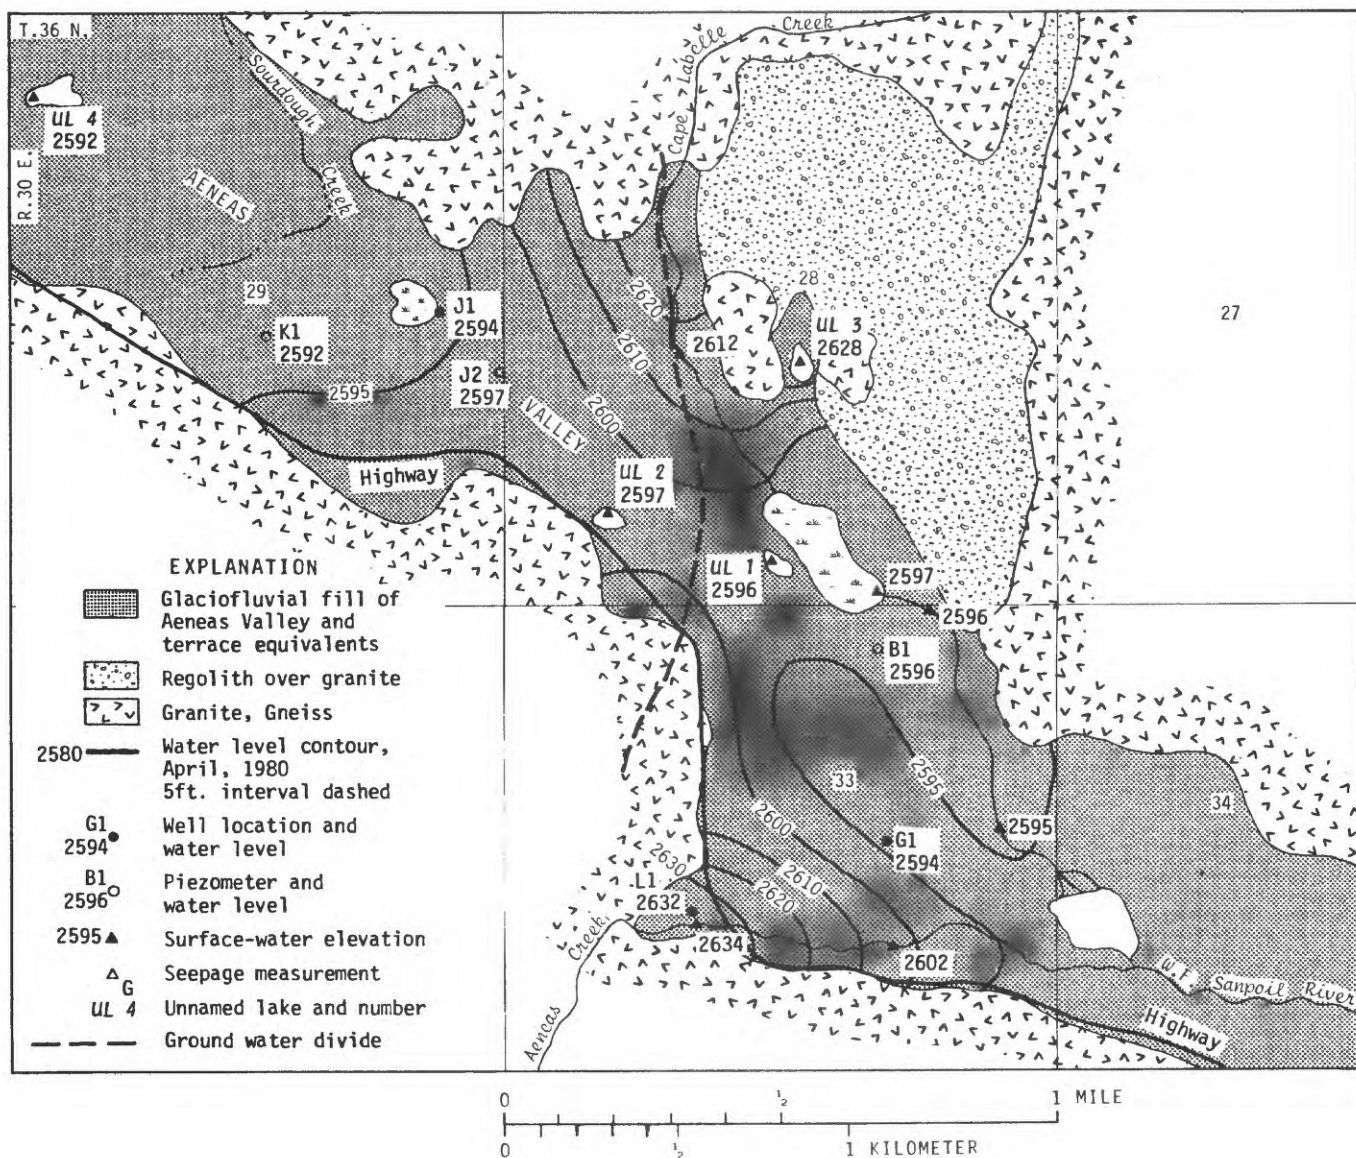 T.36 N.
R.30 E.
UL 4
2592
Sourdough
Creek
AENEAS
29
K1
2592
J1
2594
2595
J2
2597
VALLEY
Highway
Cape Labelle Creek
28
27
2620
2610
2600
2612
UL 3
2628
UL 2
2597
UL 1
2596
2597
2596
B1
2596
33
2595
34
2600
G1
2594
2595
2630
2610
2620
L1
2632
2634
2602
Aeneas Creek
W.F. Sanpoil River
Highway
EXPLANATION
Glaciofluvial fill of
Aeneas Valley and
terrace equivalents
Regolith over granite
Granite, Gneiss
2580
Water level contour,
April, 1980
5ft. interval dashed
G1
2594
Well location and
water level
B1
2596
Piezometer and
water level
2595
Surface-water elevation
G
Seepage measurement
UL 4
Unnamed lake and number
Ground water divide
0 ½ 1 MILE
0 ½ 1 KILOMETER